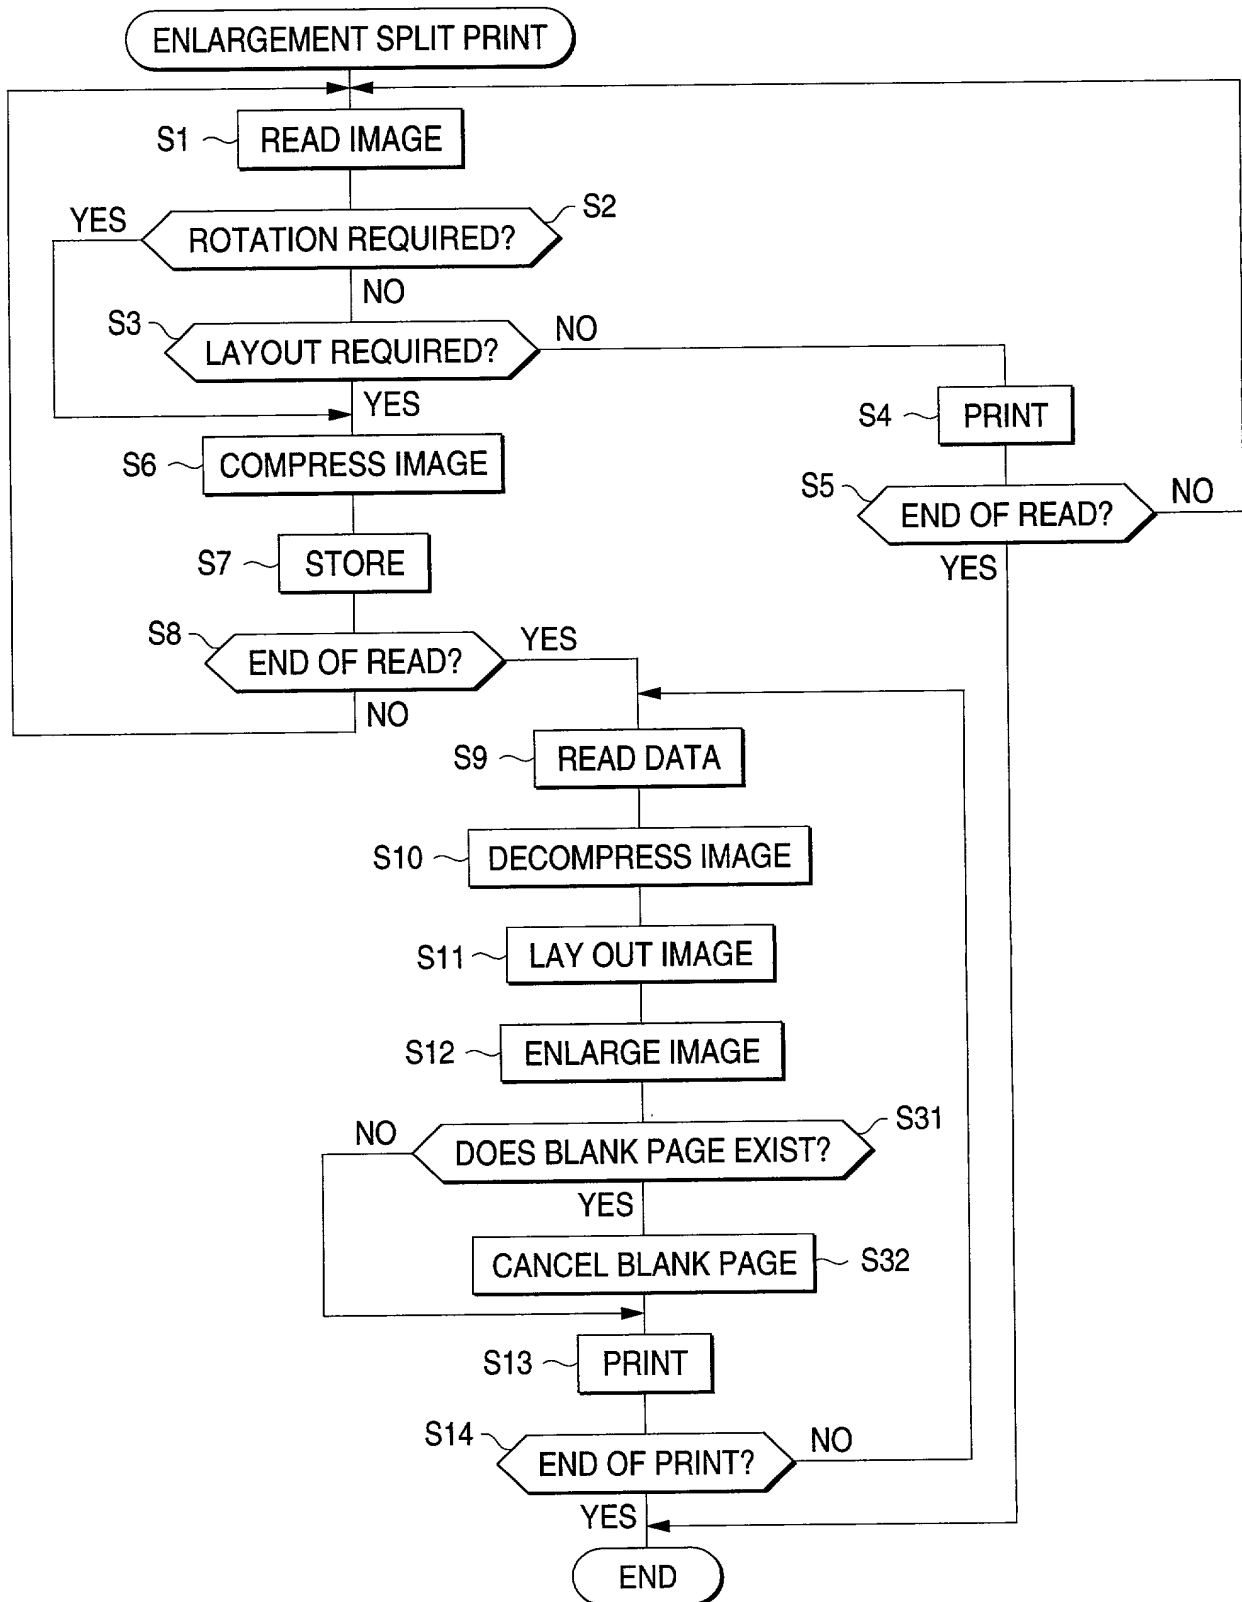 ENLARGEMENT SPLIT PRINT
S1 READ IMAGE
YES
S2
ROTATION REQUIRED?
NO
S3
LAYOUT REQUIRED?
NO
YES
S4 PRINT
S6 COMPRESS IMAGE
S5
END OF READ?
NO
YES
S7 STORE
S8
END OF READ?
YES
NO
S9 READ DATA
S10 DECOMPRESS IMAGE
S11 LAY OUT IMAGE
S12 ENLARGE IMAGE
S31
NO
DOES BLANK PAGE EXIST?
YES
CANCEL BLANK PAGE S32
S13 PRINT
S14
END OF PRINT?
NO
YES
END